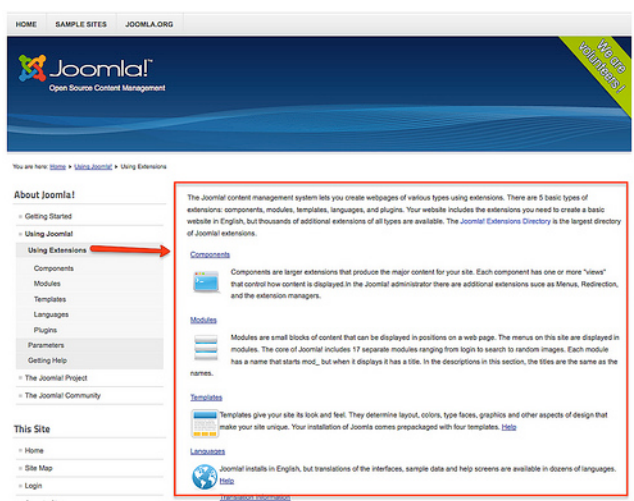 HOME SAMPLE SITES JOOMLA.ORG
Joomla!™
Open Source Content Management
We are
volunteers!
You are here: Home ▸ Using Joomla! ▸ Using Extensions
About Joomla!
Getting Started
Using Joomla!
Using Extensions
Components
Modules
Templates
Languages
Plugins
Parameters
Getting Help
The Joomla! Project
The Joomla! Community
This Site
Home
Site Map
Login
The Joomla! content management system lets you create webpages of various types using extensions. There are 5 basic types of
extensions: components, modules, templates, languages, and plugins. Your website includes the extensions you need to create a basic
website in English, but thousands of additional extensions of all types are available. The Joomla! Extensions Directory is the largest directory
of Joomla! extensions.
Components
Components are larger extensions that produce the major content for your site. Each component has one or more "views"
that control how content is displayed.In the Joomla! administrator there are additional extensions suce as Menus, Redirection,
and the extension managers.
Modules
Modules are small blocks of content that can be displayed in positions on a web page. The menus on this site are displayed in
modules. The core of Joomla! includes 17 separate modules ranging from login to search to random images. Each module
has a name that starts mod_ but when it displays it has a title. In the descriptions in this section, the titles are the same as the
names.
Templates
Templates give your site its look and feel. They determine layout, colors, type faces, graphics and other aspects of design that
make your site unique. Your installation of Joomla comes prepackaged with four templates. Help
Languages
Joomla! installs in English, but translations of the interfaces, sample data and help screens are available in dozens of languages.
Help
Translation Information